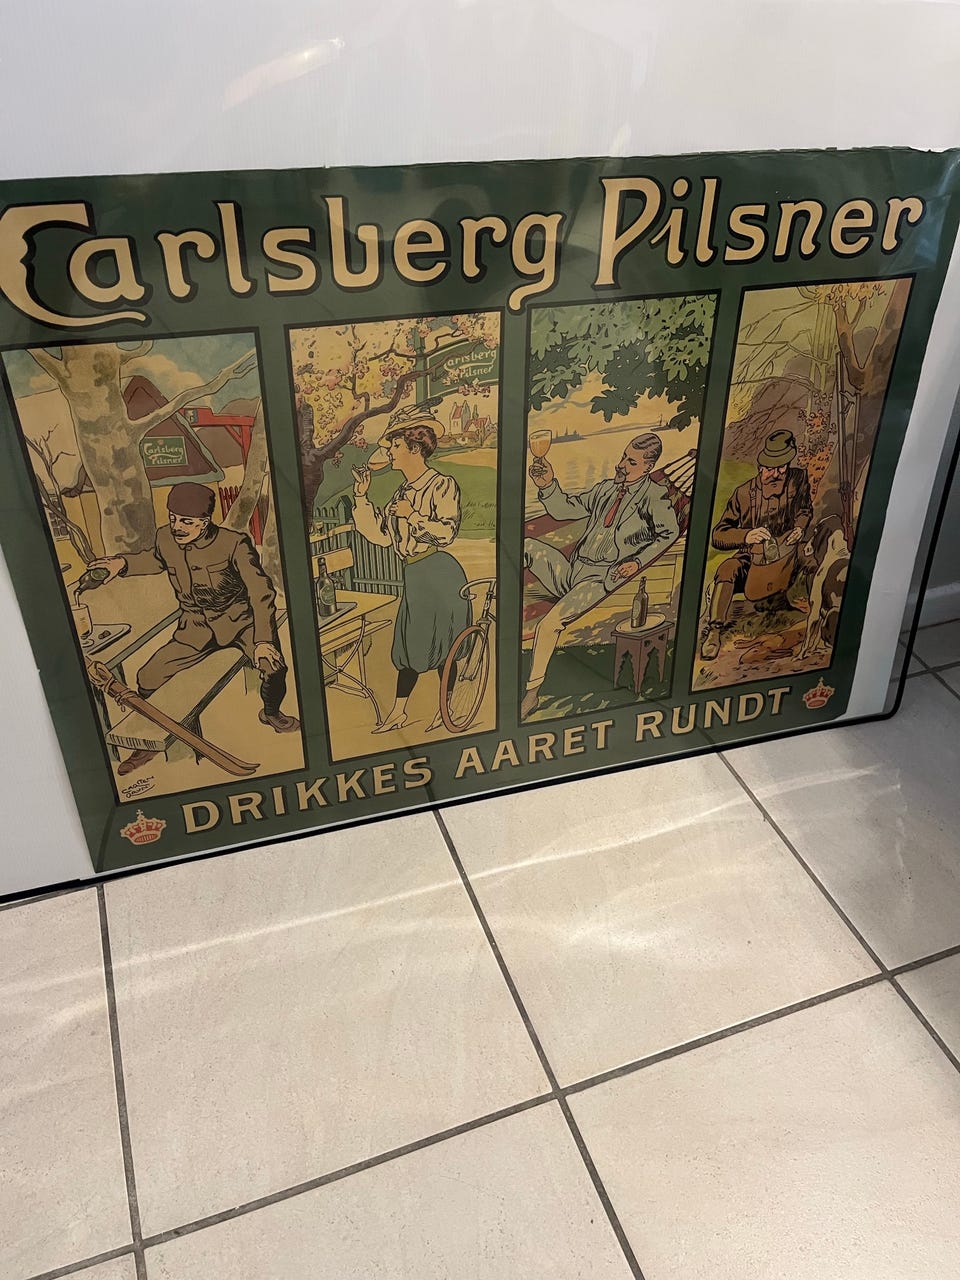 Carlsberg Pilsner
Carlsberg
Pilsner
Carlsberg
Pilsner
DRIKKES AARET RUNDT